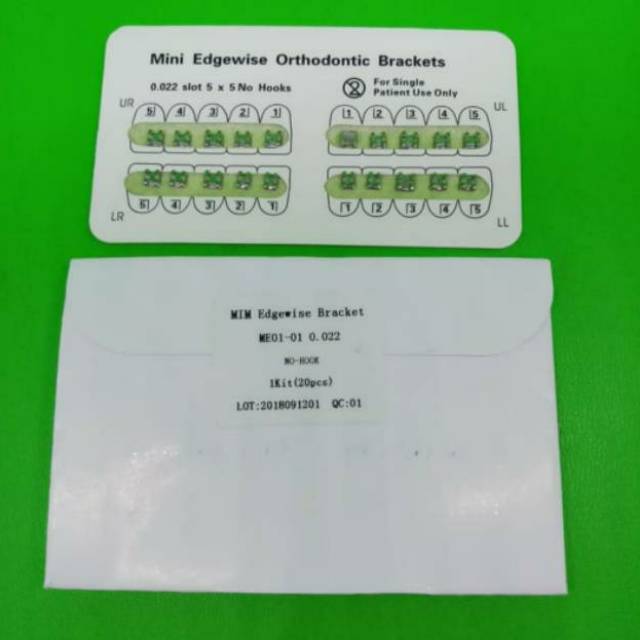 Mini Edgewise Orthodontic Brackets
0.022 slot 5 x 5 No Hooks
For Single
Patient Use Only
UR
5 4 3 2 1
1 2 3 4 5
UL
LR
5 4 3 2 1
1 2 3 4 5
LL
MIM Edgewise Bracket
ME01-01 0.022
NO-HOOK
1Kit(20pcs)
LOT:2018091201 QC:01